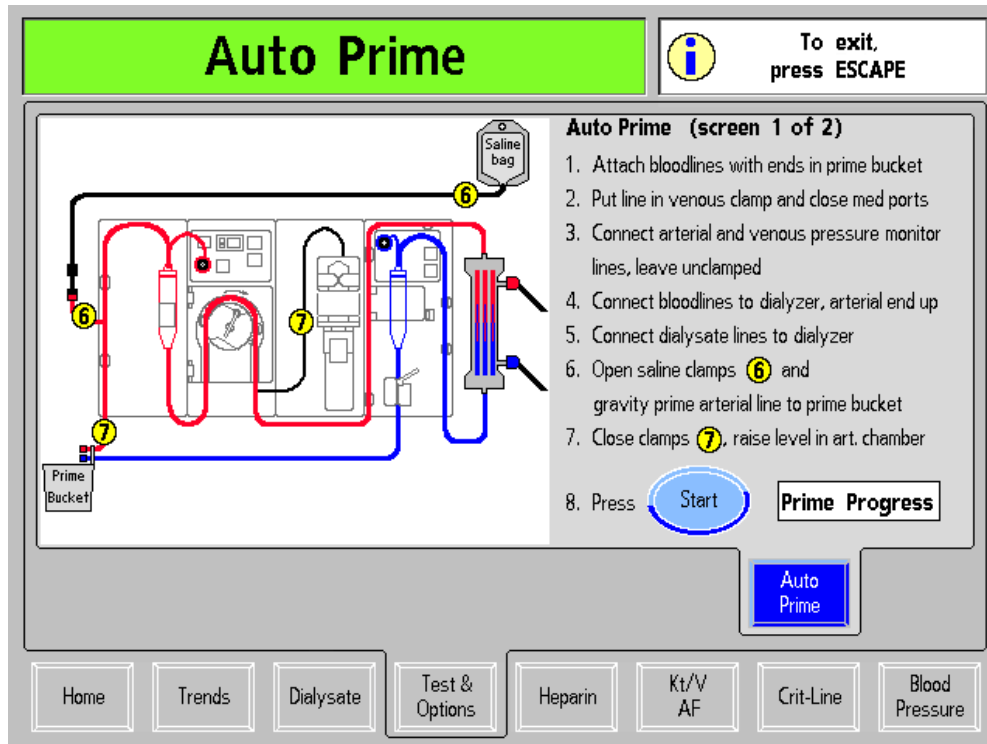 Auto Prime
To exit,
press ESCAPE
Saline
bag
6
6
7
7
Prime
Bucket
Auto Prime (screen 1 of 2)
1. Attach bloodlines with ends in prime bucket
2. Put line in venous clamp and close med ports
3. Connect arterial and venous pressure monitor
lines, leave unclamped
4. Connect bloodlines to dialyzer, arterial end up
5. Connect dialysate lines to dialyzer
6. Open saline clamps 6 and
gravity prime arterial line to prime bucket
7. Close clamps 7, raise level in art. chamber
8. Press Start Prime Progress
Auto
Prime
Home
Trends
Dialysate
Test &
Options
Heparin
Kt/V
AF
Crit-Line
Blood
Pressure